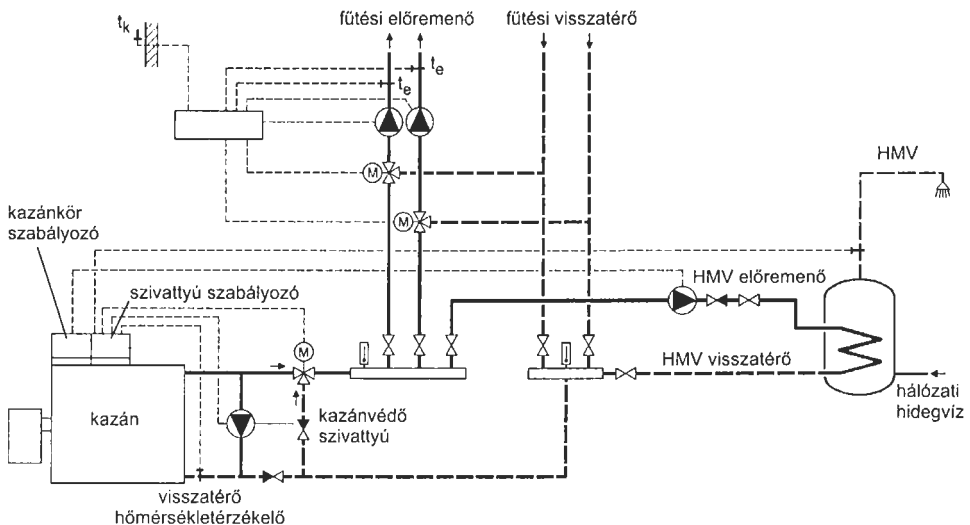 fűtési előremenő
fűtési visszatérő
tk
te
te
M
M
HMV
kazánkör
szabályozó
szivattyú szabályozó
HMV előremenő
M
HMV visszatérő
kazán
kazánvédő
szivattyú
hálózati
hidegvíz
visszatérő
hőmérsékletérzékelő